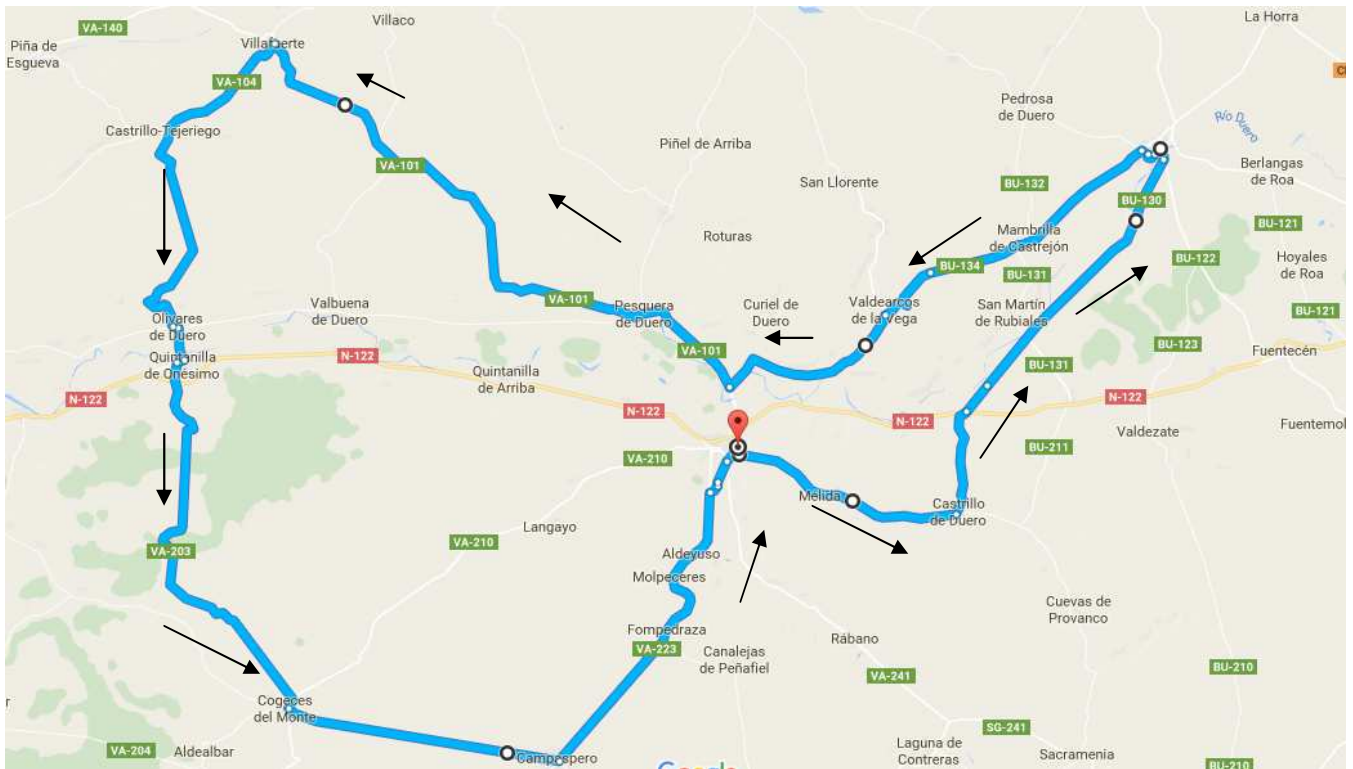 VA-140
Villaco
La Horra
Piña de
Esgueva
Villafuerte
VA-104
Pedrosa
de Duero
Río Duero
Castrillo-Tejeriego
Piñel de Arriba
VA-101
Berlangas
de Roa
San Llorente
BU-132
BU-130
Roturas
Mambrilla
de Castrejón
BU-121
BU-134
BU-131
BU-122
Hoyales
de Roa
VA-101
Pesquera
de Duero
Curiel de
Duero
Valdearcos
de la Vega
San Martín
de Rubiales
Valbuena
de Duero
BU-121
Olivares
de Duero
VA-101
BU-123
Fuentecén
Quintanilla
de Onésimo
N-122
Quintanilla
de Arriba
BU-131
N-122
N-122
N-122
Valdezate
Fuentemol
VA-210
BU-211
Mélida
Castrillo
de Duero
Langayo
VA-210
VA-203
Aldeyuso
Molpeceres
Cuevas de
Provanco
Fompedraza
VA-223
Canalejas
de Peñafiel
Rábano
BU-210
VA-241
Cogeces
del Monte
SG-241
VA-204
Aldealbar
Campaspero
Laguna de
Contreras
Sacramenia
BU-210
Google